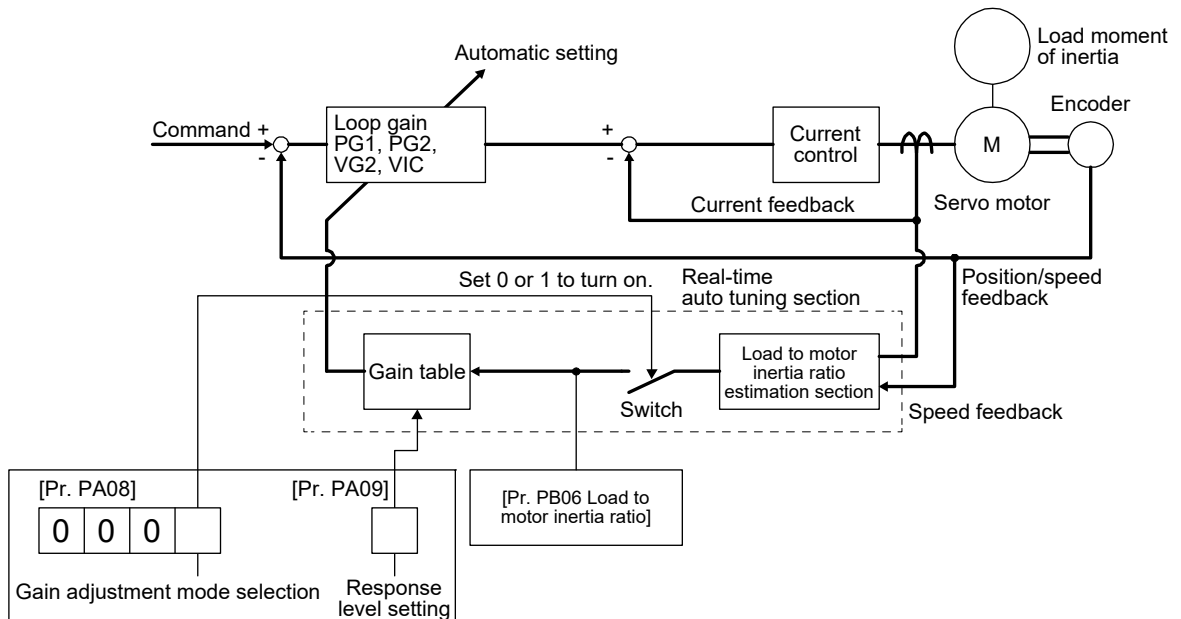 Load moment
of inertia
Automatic setting
Encoder
Command
+
-
Loop gain
PG1, PG2,
VG2, VIC
+
-
Current
control
M
Current feedback
Servo motor
Set 0 or 1 to turn on.
Real-time
auto tuning section
Position/speed
feedback
Gain table
Load to motor
inertia ratio
estimation section
Switch
Speed feedback
[Pr. PA08]
[Pr. PA09]
[Pr. PB06 Load to
motor inertia ratio]
0 0 0
Gain adjustment mode selection
Response
level setting